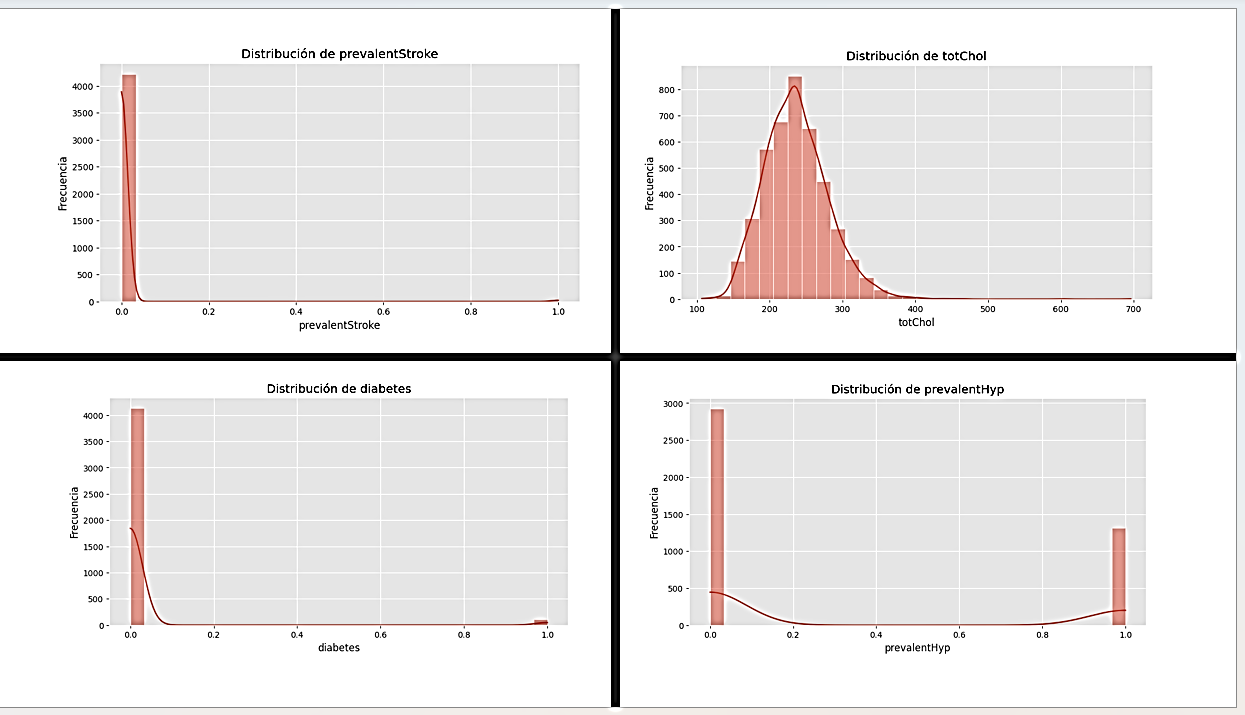 Distribución de prevalentStroke
4000
3500
3000
2500
2000
1500
1000
500
0
Frecuencia
0.0 0.2 0.4 0.6 0.8 1.0
prevalentStroke
Distribución de totChol
800
700
600
500
400
300
200
100
0
Frecuencia
100 200 300 400 500 600 700
totChol
Distribución de diabetes
4000
3500
3000
2500
2000
1500
1000
500
0
Frecuencia
0.0 0.2 0.4 0.6 0.8 1.0
diabetes
Distribución de prevalentHyp
3000
2500
2000
1500
1000
500
0
Frecuencia
0.0 0.2 0.4 0.6 0.8 1.0
prevalentHyp